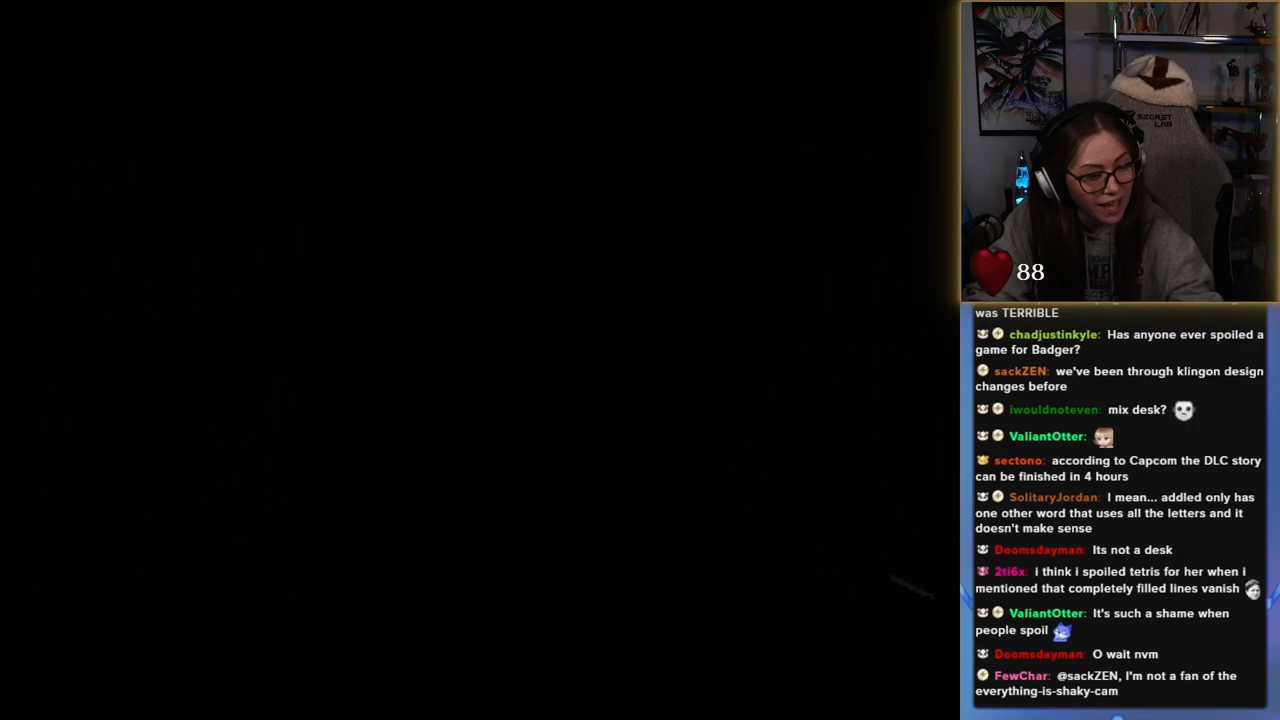 SECRET
LAB
88
was TERRIBLE
chadjustinkyle: Has anyone ever spoiled a
game for Badger?
sackZEN: we've been through klingon design
changes before
iwouldnoteven: mix desk?
ValiantOtter:
sectono: according to Capcom the DLC story
can be finished in 4 hours
SolitaryJordan: I mean... addled only has
one other word that uses all the letters and it
doesn't make sense
Doomsdayman: Its not a desk
2ti6x: i think i spoiled tetris for her when i
mentioned that completely filled lines vanish
ValiantOtter: It's such a shame when
people spoil
Doomsdayman: O wait nvm
FewChar: @sackZEN, I'm not a fan of the
everything-is-shaky-cam